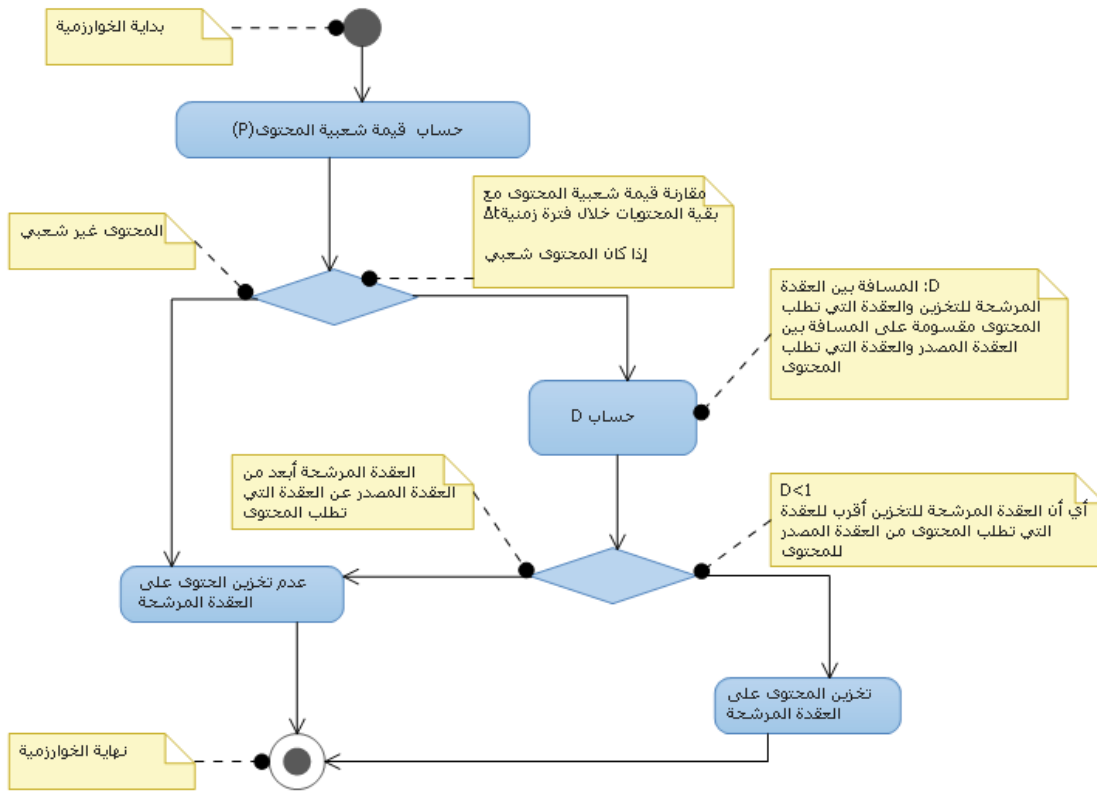 بداية الخوارزمية
حساب قيمة شعبية المحتوى(P)
مقارنة قيمة شعبية المحتوى مع
بقية المحتويات خلال فترة زمنيةΔt
إذا كان المحتوى شعبي
المحتوى غير شعبي
D: المسافة بين العقدة
المرشحة للتخزين والعقدة التي تطلب
المحتوى مقسومة على المسافة بين
العقدة المصدر والعقدة التي تطلب
المحتوى
حساب D
العقدة المرشحة أبعد من
العقدة المصدر عن العقدة التي
تطلب المحتوى
D<1
أي أن العقدة المرشحة للتخزين أقرب للعقدة
التي تطلب المحتوى من العقدة المصدر
للمحتوى
عدم تخزين الحتوى على
العقدة المرشحة
تخزين المحتوى على
العقدة المرشحة
نهاية الخوارزمية